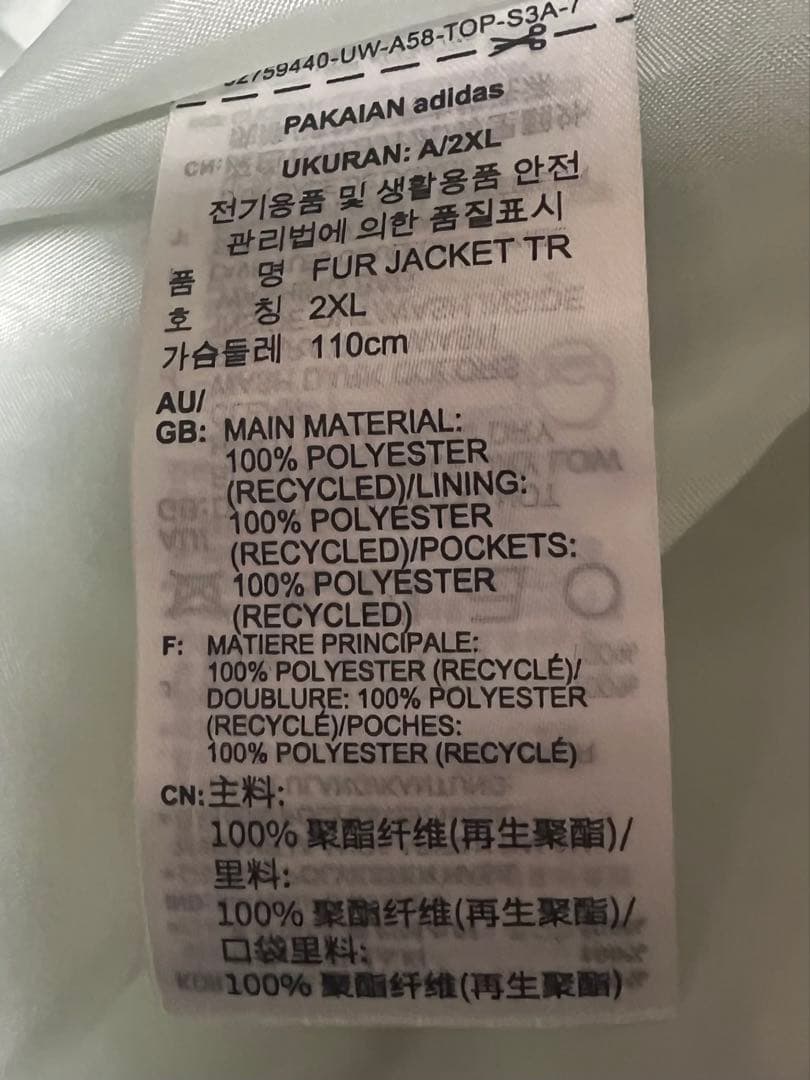 759440-UW-A58-TOP-S3A-7
PAKAIAN adidas
UKURAN: A/2XL
전기용품 및 생활용품 안전
관리법에 의한 품질표시
품 명 FUR JACKET TR
호 칭 2XL
가슴둘레 110cm
AU/
GB: MAIN MATERIAL:
100% POLYESTER
(RECYCLED)/LINING:
100% POLYESTER
(RECYCLED)/POCKETS:
100% POLYESTER
(RECYCLED)
F: MATIERE PRINCIPALE:
100% POLYESTER (RECYCLÉ)/
DOUBLURE: 100% POLYESTER
(RECYCLÉ)/POCHES:
100% POLYESTER (RECYCLÉ)
CN: 主料:
100% 聚酯纤维(再生聚酯)/
里料:
100% 聚酯纤维(再生聚酯)/
口袋里料:
100% 聚酯纤维(再生聚酯)